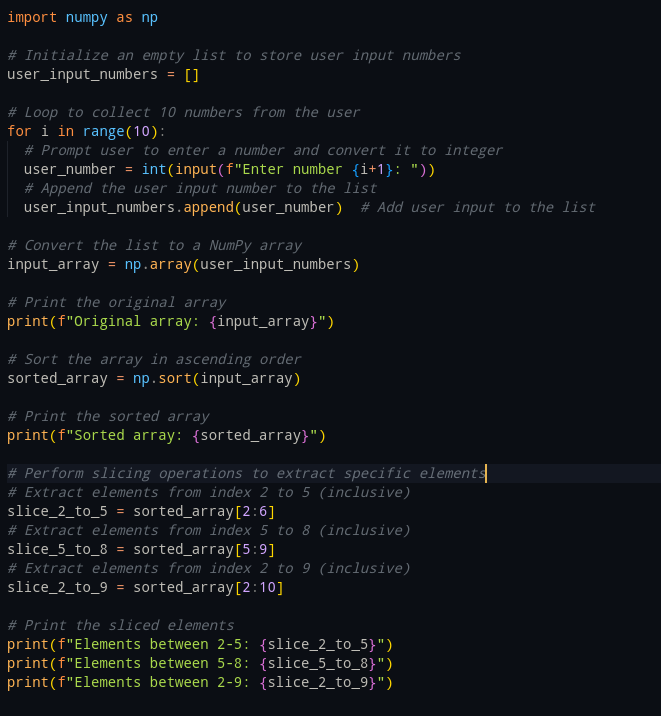 import numpy as np

# Initialize an empty list to store user input numbers
user_input_numbers = []

# Loop to collect 10 numbers from the user
for i in range(10):
  # Prompt user to enter a number and convert it to integer
  user_number = int(input(f"Enter number {i+1}: "))
  # Append the user input number to the list
  user_input_numbers.append(user_number)  # Add user input to the list

# Convert the list to a NumPy array
input_array = np.array(user_input_numbers)

# Print the original array
print(f"Original array: {input_array}")

# Sort the array in ascending order
sorted_array = np.sort(input_array)

# Print the sorted array
print(f"Sorted array: {sorted_array}")

# Perform slicing operations to extract specific elements
# Extract elements from index 2 to 5 (inclusive)
slice_2_to_5 = sorted_array[2:6]
# Extract elements from index 5 to 8 (inclusive)
slice_5_to_8 = sorted_array[5:9]
# Extract elements from index 2 to 9 (inclusive)
slice_2_to_9 = sorted_array[2:10]

# Print the sliced elements
print(f"Elements between 2-5: {slice_2_to_5}")
print(f"Elements between 5-8: {slice_5_to_8}")
print(f"Elements between 2-9: {slice_2_to_9}")